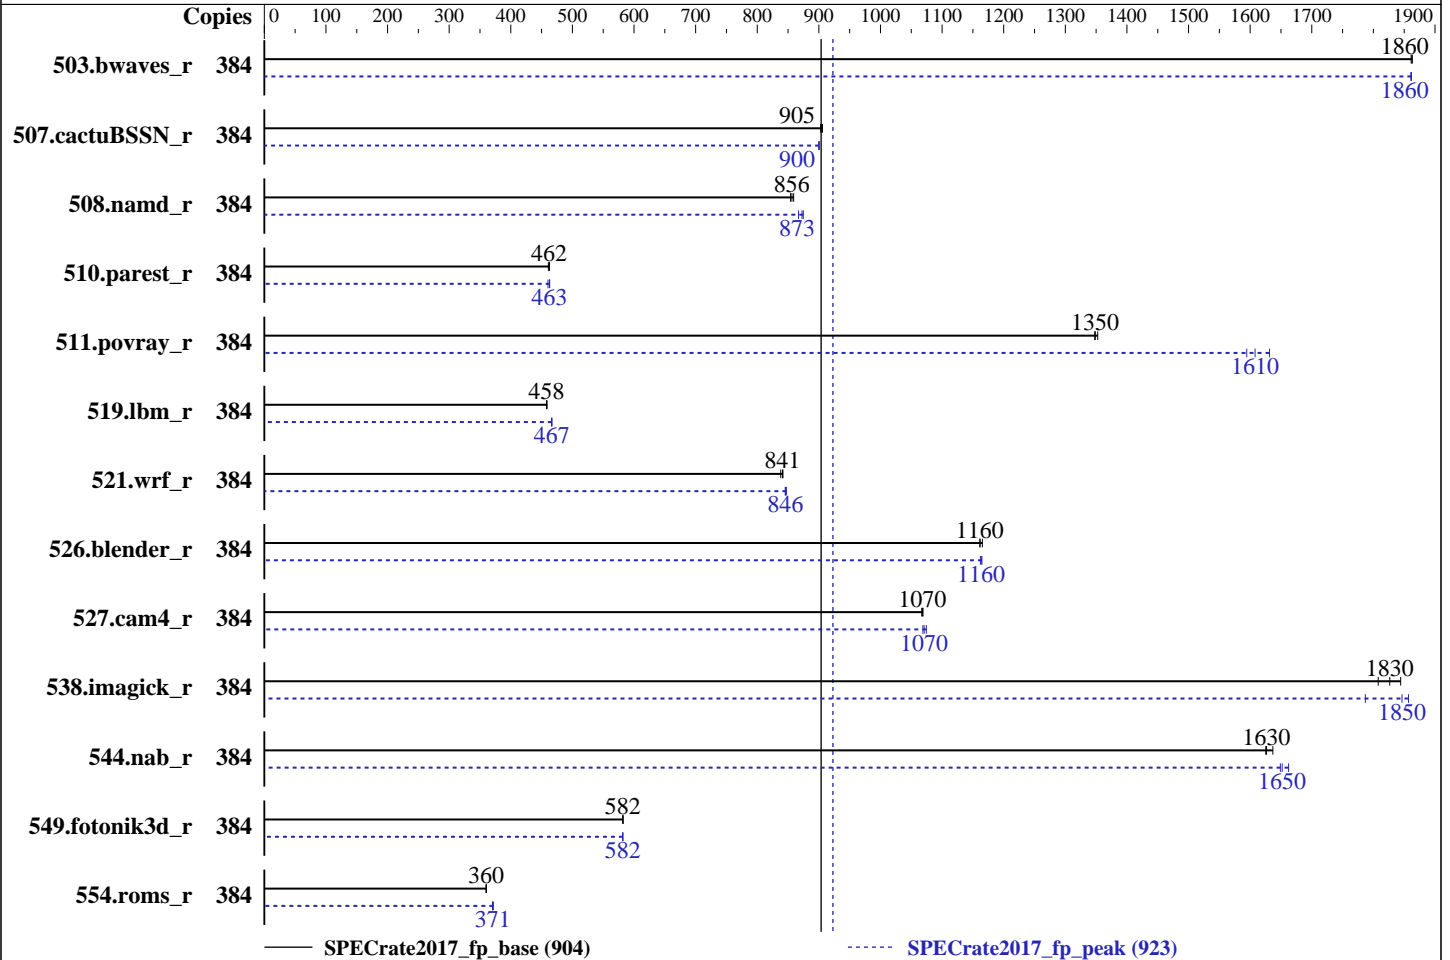 Copies 0 100 200 300 400 500 600 700 800 900 1000 1100 1200 1300 1400 1500 1600 1700 1900
503.bwaves_r 384 1860
1860
507.cactuBSSN_r 384 905
900
508.namd_r 384 856
873
510.parest_r 384 462
463
511.povray_r 384 1350
1610
519.lbm_r 384 458
467
521.wrf_r 384 841
846
526.blender_r 384 1160
1160
527.cam4_r 384 1070
1070
538.imagick_r 384 1830
1850
544.nab_r 384 1630
1650
549.fotonik3d_r 384 582
582
554.roms_r 384 360
371
SPECrate2017_fp_base (904) SPECrate2017_fp_peak (923)